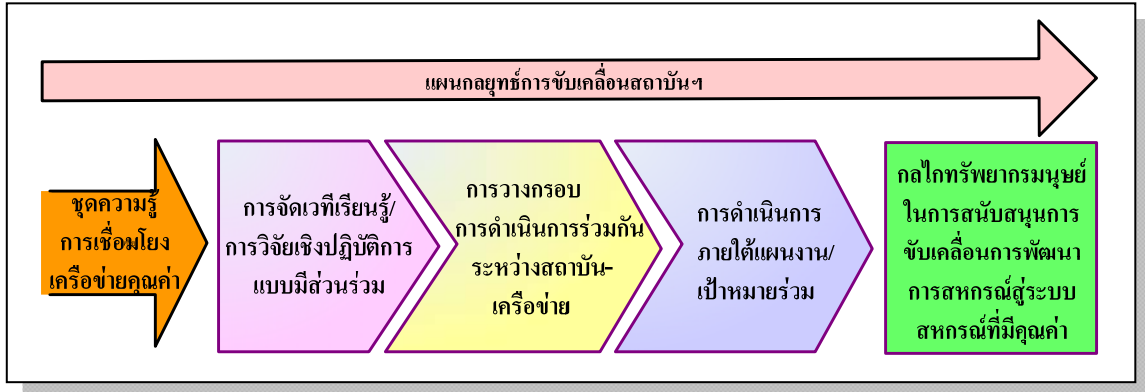 แผนกลยุทธ์การขับเคลื่อนสถาบันฯ
ชุดความรู้
การเชื่อมโยง
เครือข่ายคุณค่า
การจัดเวทีเรียนรู้/
การวิจัยเชิงปฏิบัติการ
แบบมีส่วนร่วม
การวางกรอบ
การดำเนินการร่วมกัน
ระหว่างสถาบัน-
เครือข่าย
การดำเนินการ
ภายใต้แผนงาน/
เป้าหมายร่วม
กลไกทรัพยากรมนุษย์
ในการสนับสนุนการ
ขับเคลื่อนการพัฒนา
การสหกรณ์สู่ระบบ
สหกรณ์ที่มีคุณค่า